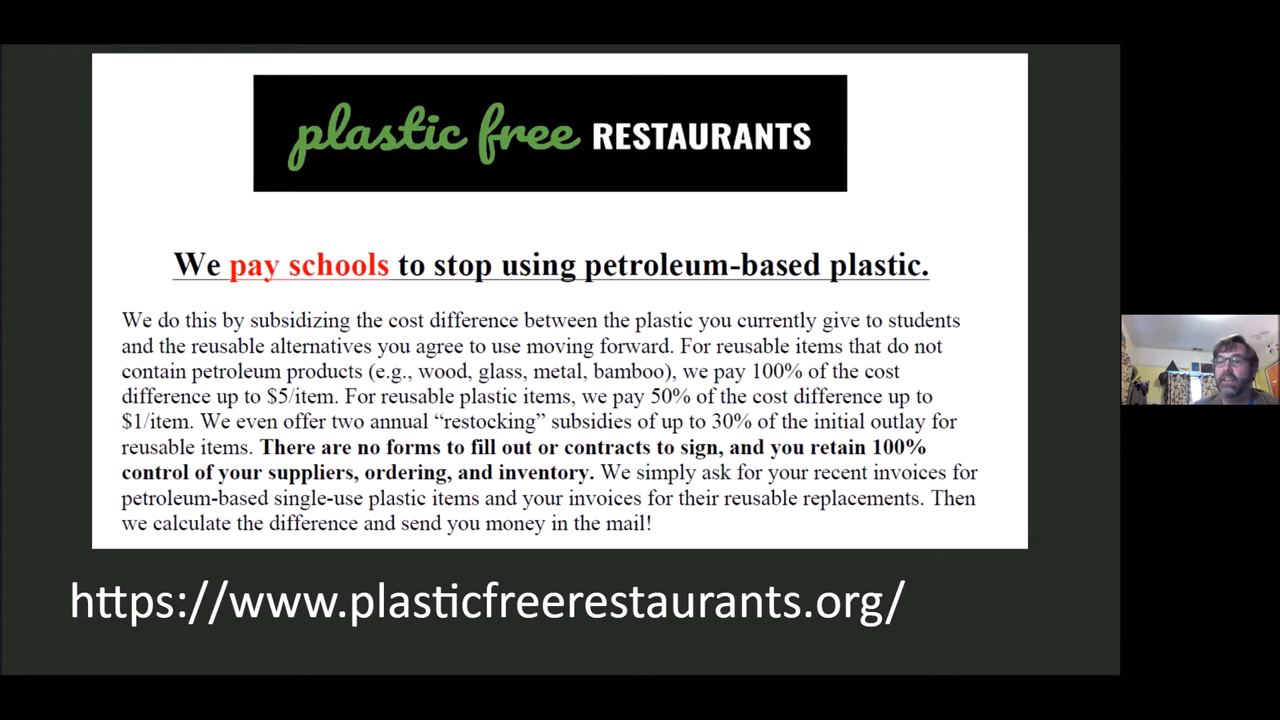 plastic free RESTAURANTS
We pay schools to stop using petroleum-based plastic.
We do this by subsidizing the cost difference between the plastic you currently give to students
and the reusable alternatives you agree to use moving forward. For reusable items that do not
contain petroleum products (e.g., wood, glass, metal, bamboo), we pay 100% of the cost
difference up to $5/item. For reusable plastic items, we pay 50% of the cost difference up to
$1/item. We even offer two annual “restocking” subsidies of up to 30% of the initial outlay for
reusable items. There are no forms to fill out or contracts to sign, and you retain 100%
control of your suppliers, ordering, and inventory. We simply ask for your recent invoices for
petroleum-based single-use plastic items and your invoices for their reusable replacements. Then
we calculate the difference and send you money in the mail!
https://www.plasticfreerestaurants.org/